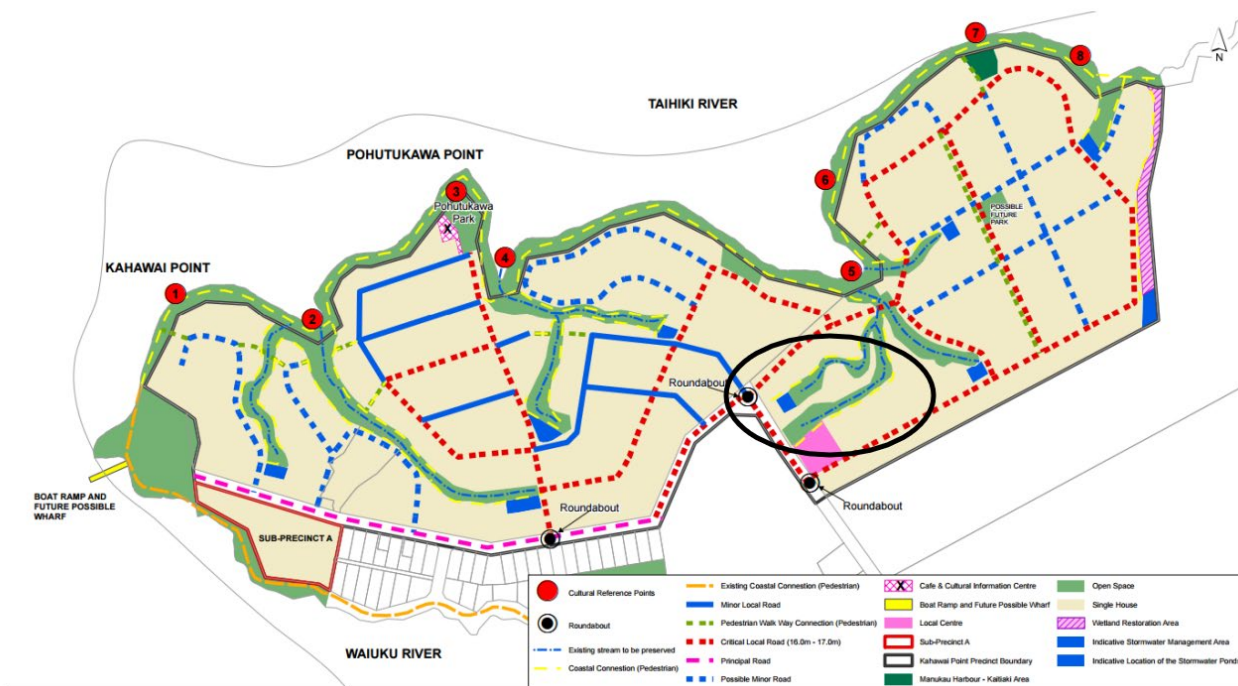 TAIHIKI RIVER
POHUTUKAWA POINT
KAHAWAI POINT
WAIUKU RIVER
N
1
2
3
4
5
6
7
8
Pohutukawa
Park
X
POSSIBLE
FUTURE
PARK
Roundabout
Roundabout
Roundabout
BOAT RAMP AND
FUTURE POSSIBLE
WHARF
SUB-PRECINCT A
Cultural Reference Points
Roundabout
Existing stream to be preserved
Coastal Connection (Pedestrian)
Existing Coastal Connection (Pedestrian)
Minor Local Road
Pedestrian Walk Way Connection (Pedestrian)
Critical Local Road (16.0m - 17.0m)
Principal Road
Possible Minor Road
X
Cafe & Cultural Information Centre
Boat Ramp and Future Possible Wharf
Local Centre
Sub-Precinct A
Kahawai Point Precinct Boundary
Manukau Harbour - Kaitiaki Area
Open Space
Single House
Wetland Restoration Area
Indicative Stormwater Management Area
Indicative Location of the Stormwater Ponds